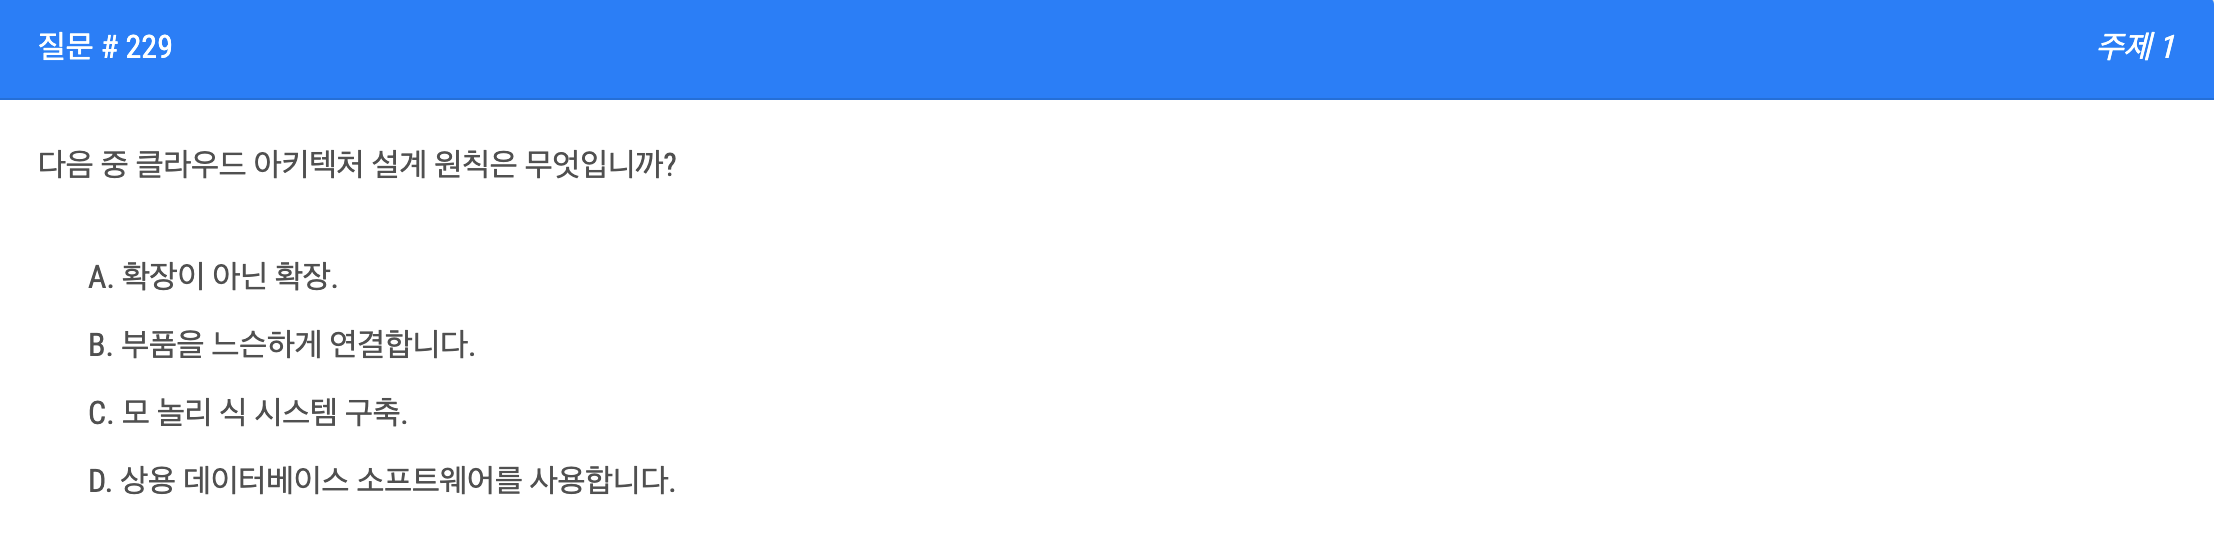 질문 # 229
주제 1
다음 중 클라우드 아키텍처 설계 원칙은 무엇입니까?
A. 확장이 아닌 확장.
B. 부품을 느슨하게 연결합니다.
C. 모 놀리 식 시스템 구축.
D. 상용 데이터베이스 소프트웨어를 사용합니다.